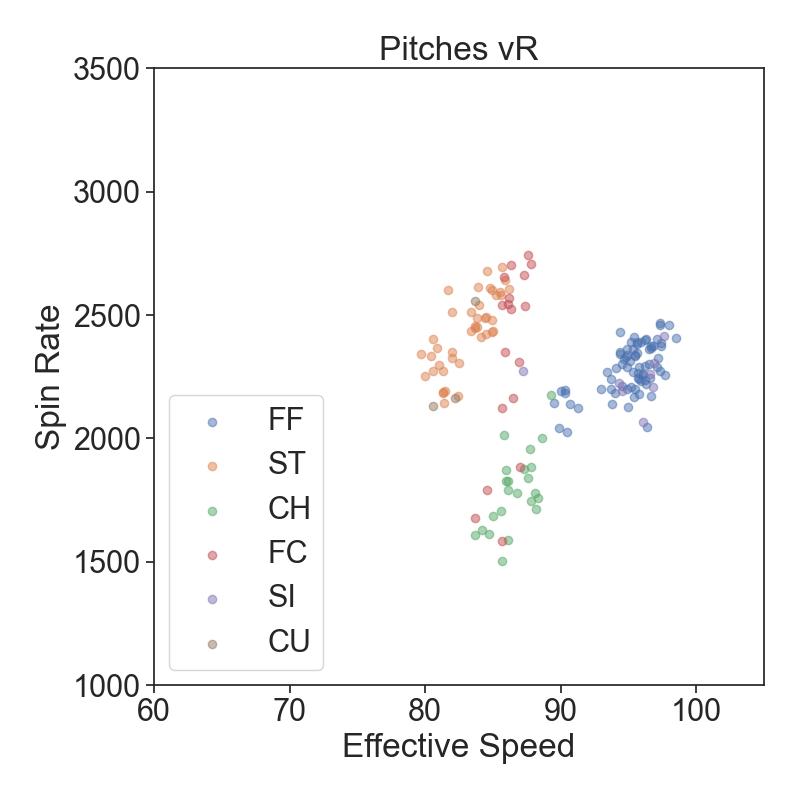 Pitches vR
3500
3000
2500
2000
1500
1000
Spin Rate
FF
ST
CH
FC
SI
CU
60 70 80 90 100
Effective Speed